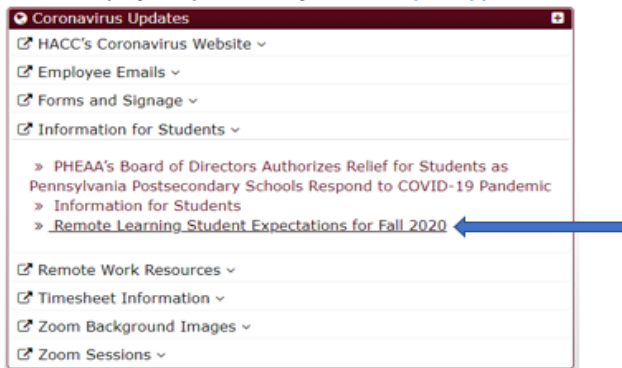 Coronavirus Updates
HACC's Coronavirus Website
Employee Emails
Forms and Signage
Information for Students
» PHEAA's Board of Directors Authorizes Relief for Students as
Pennsylvania Postsecondary Schools Respond to COVID-19 Pandemic
» Information for Students
» Remote Learning Student Expectations for Fall 2020
Remote Work Resources
Timesheet Information
Zoom Background Images
Zoom Sessions